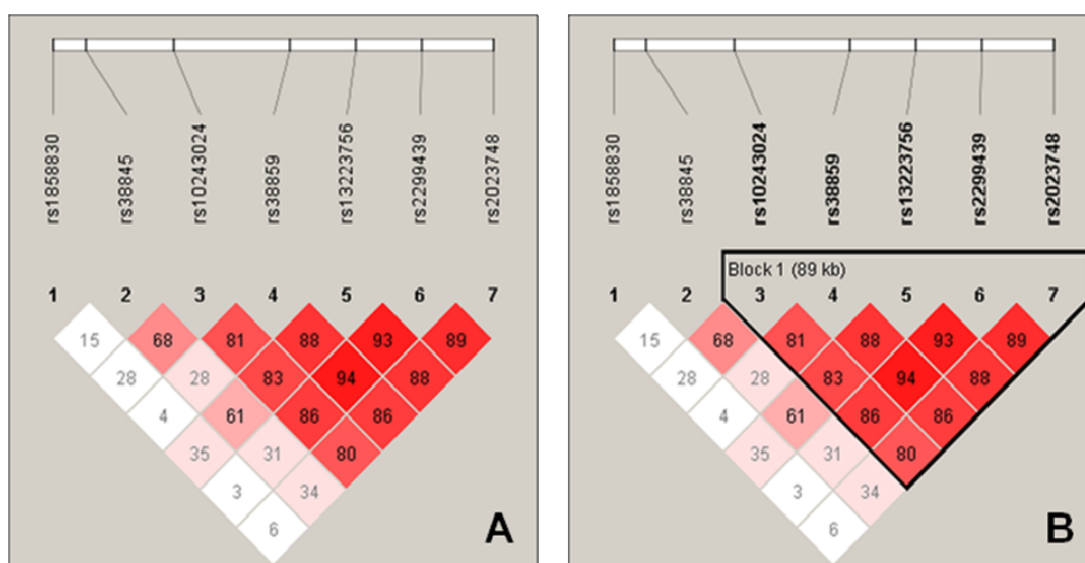 rs1858830
rs38845
rs10243024
rs38859
rs13223756
rs2299439
rs2023748
1 2 3 4 5 6 7
15 68 81 88 93 89
28 28 83 94 88
4 61 86 86
35 31 80
3 34
6
A
rs1858830
rs38845
rs10243024
rs38859
rs13223756
rs2299439
rs2023748
Block 1 (89 kb)
1 2 3 4 5 6 7
15 68 81 88 93 89
28 28 83 94 88
4 61 86 86
35 31 80
3 34
6
B